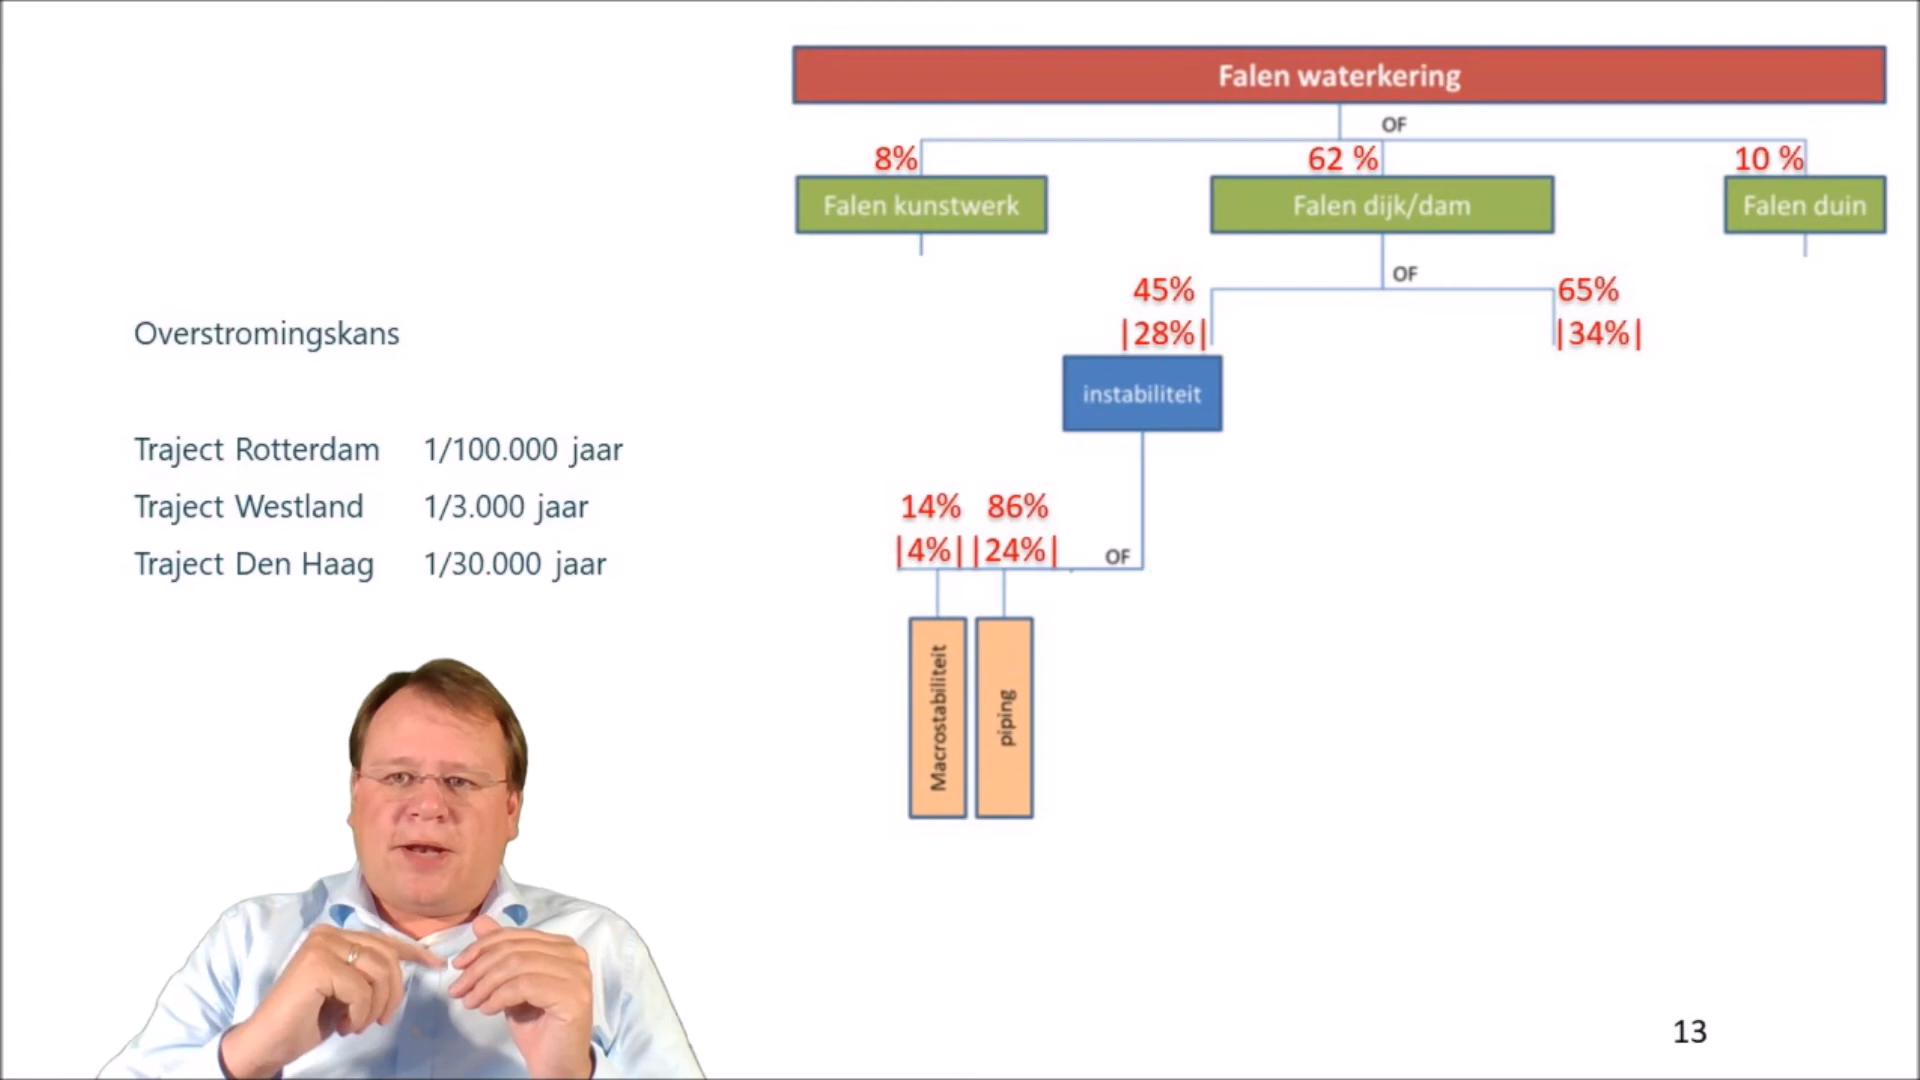 Falen waterkering
OF
8%
62 %
10 %
Falen kunstwerk
Falen dijk/dam
Falen duin
OF
45%
|28%|
65%
|34%|
instabiliteit
14%
86%
|4%|
|24%|
OF
Macrostabiliteit
piping
Overstromingskans
Traject Rotterdam 1/100.000 jaar
Traject Westland 1/3.000 jaar
Traject Den Haag 1/30.000 jaar
13